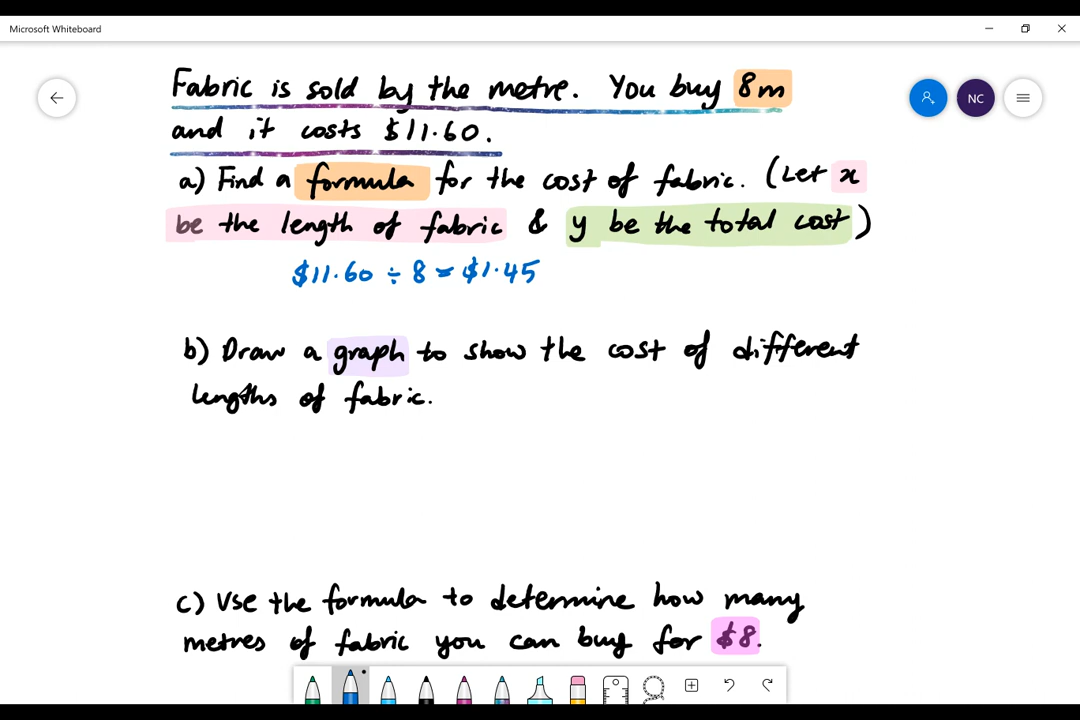 Microsoft Whiteboard
Fabric is sold by the metre. You buy 8m
and it costs $11.60.
a) Find a formula for the cost of fabric. (Let x
be the length of fabric & y be the total cost)
$11.60 ÷ 8 = $1.45
b) Draw a graph to show the cost of different
lengths of fabric.
c) Use the formula to determine how many
metres of fabric you can buy for $8.
NC